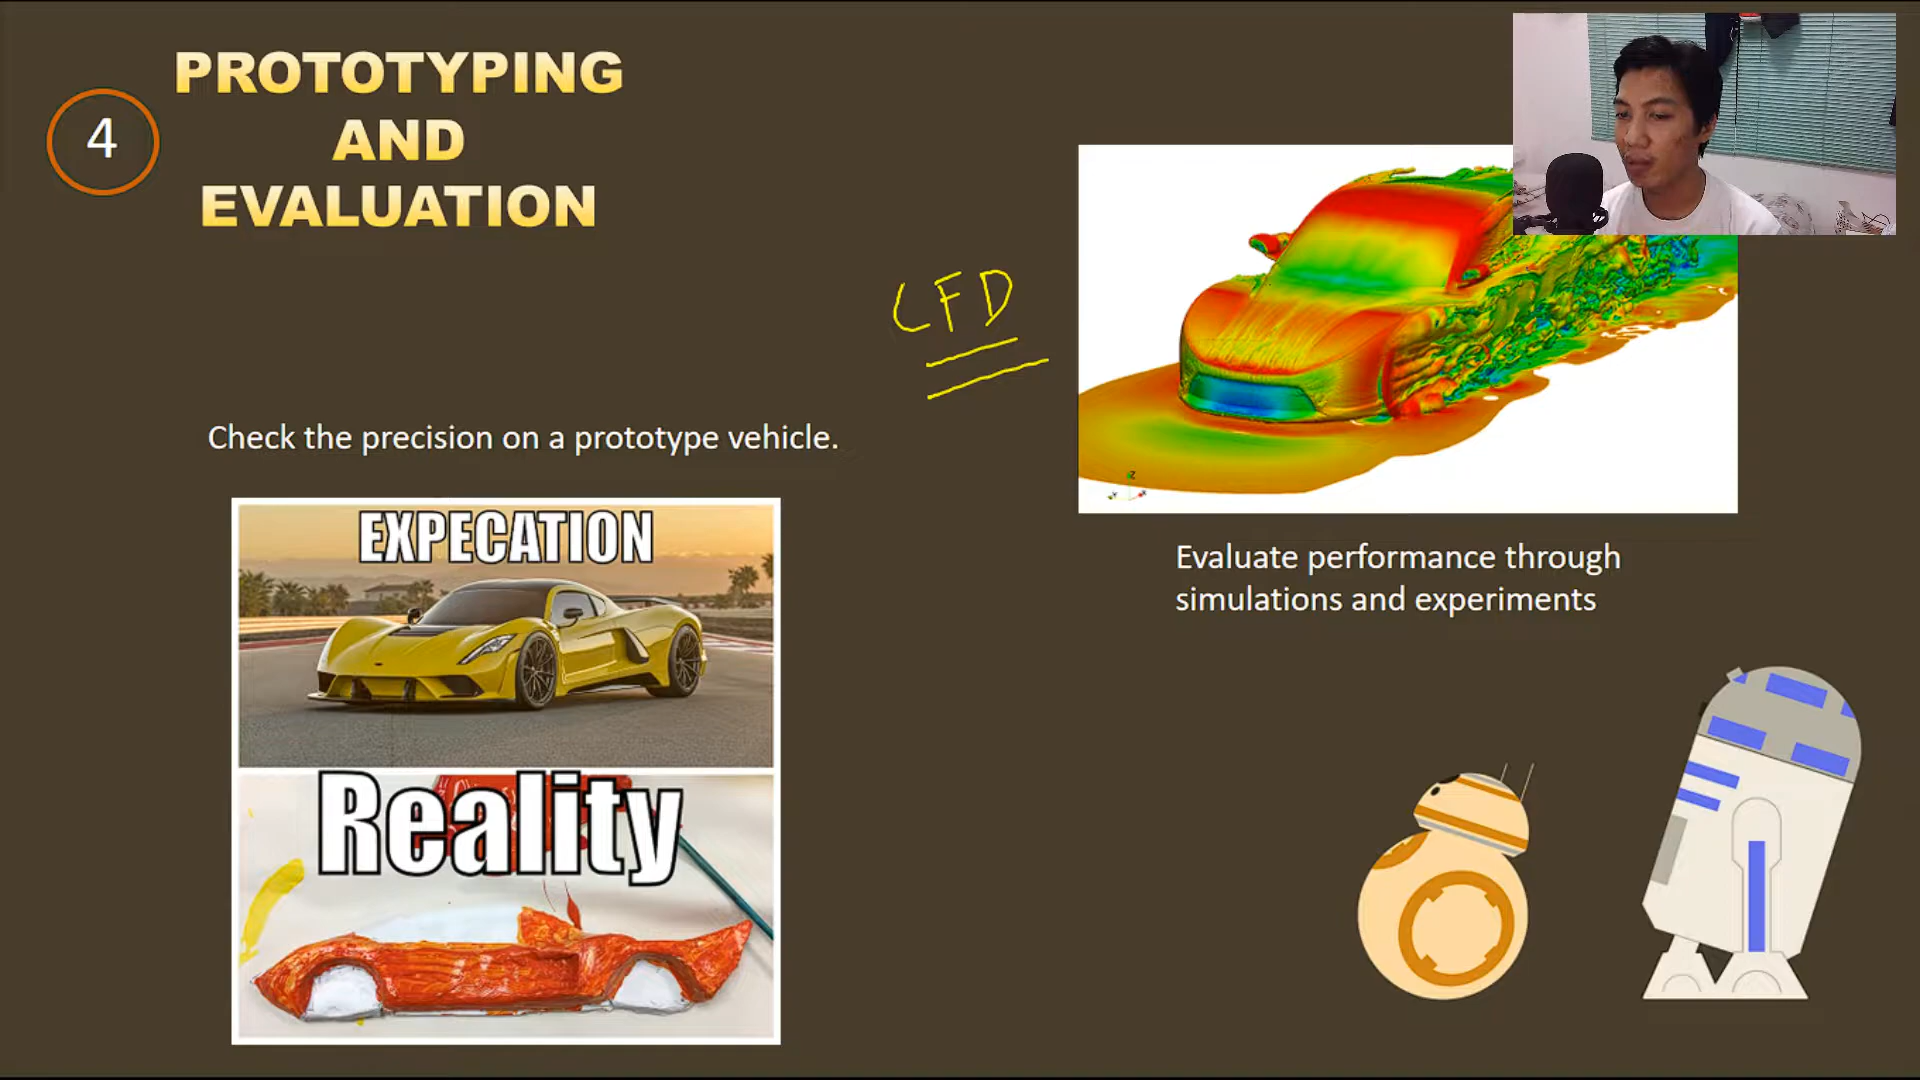 4
PROTOTYPING
AND
EVALUATION
CFD
Check the precision on a prototype vehicle.
EXPECATION
Reality
Evaluate performance through
simulations and experiments